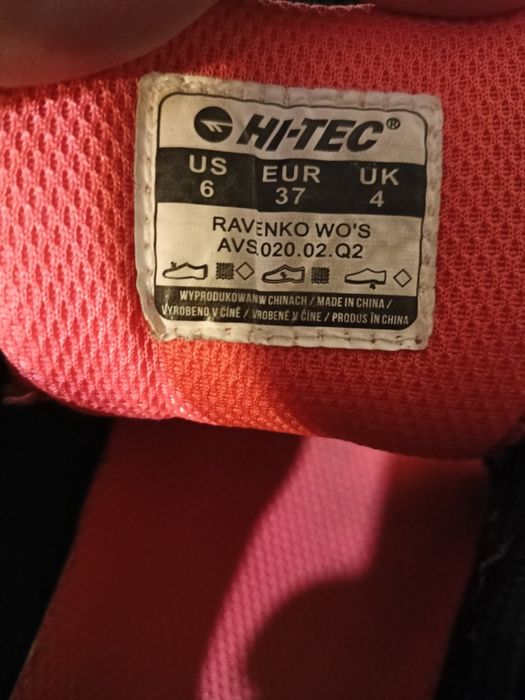 HI-TEC®
US EUR UK
6 37 4
RAVENKO WO'S
AVS020.02.Q2
WYPRODUKOWANW CHINACH / MADE IN CHINA /
VYROBENO V ČÍNĚ / VROBENÉ V ČÍNE / PRODUS ÎN CHINA